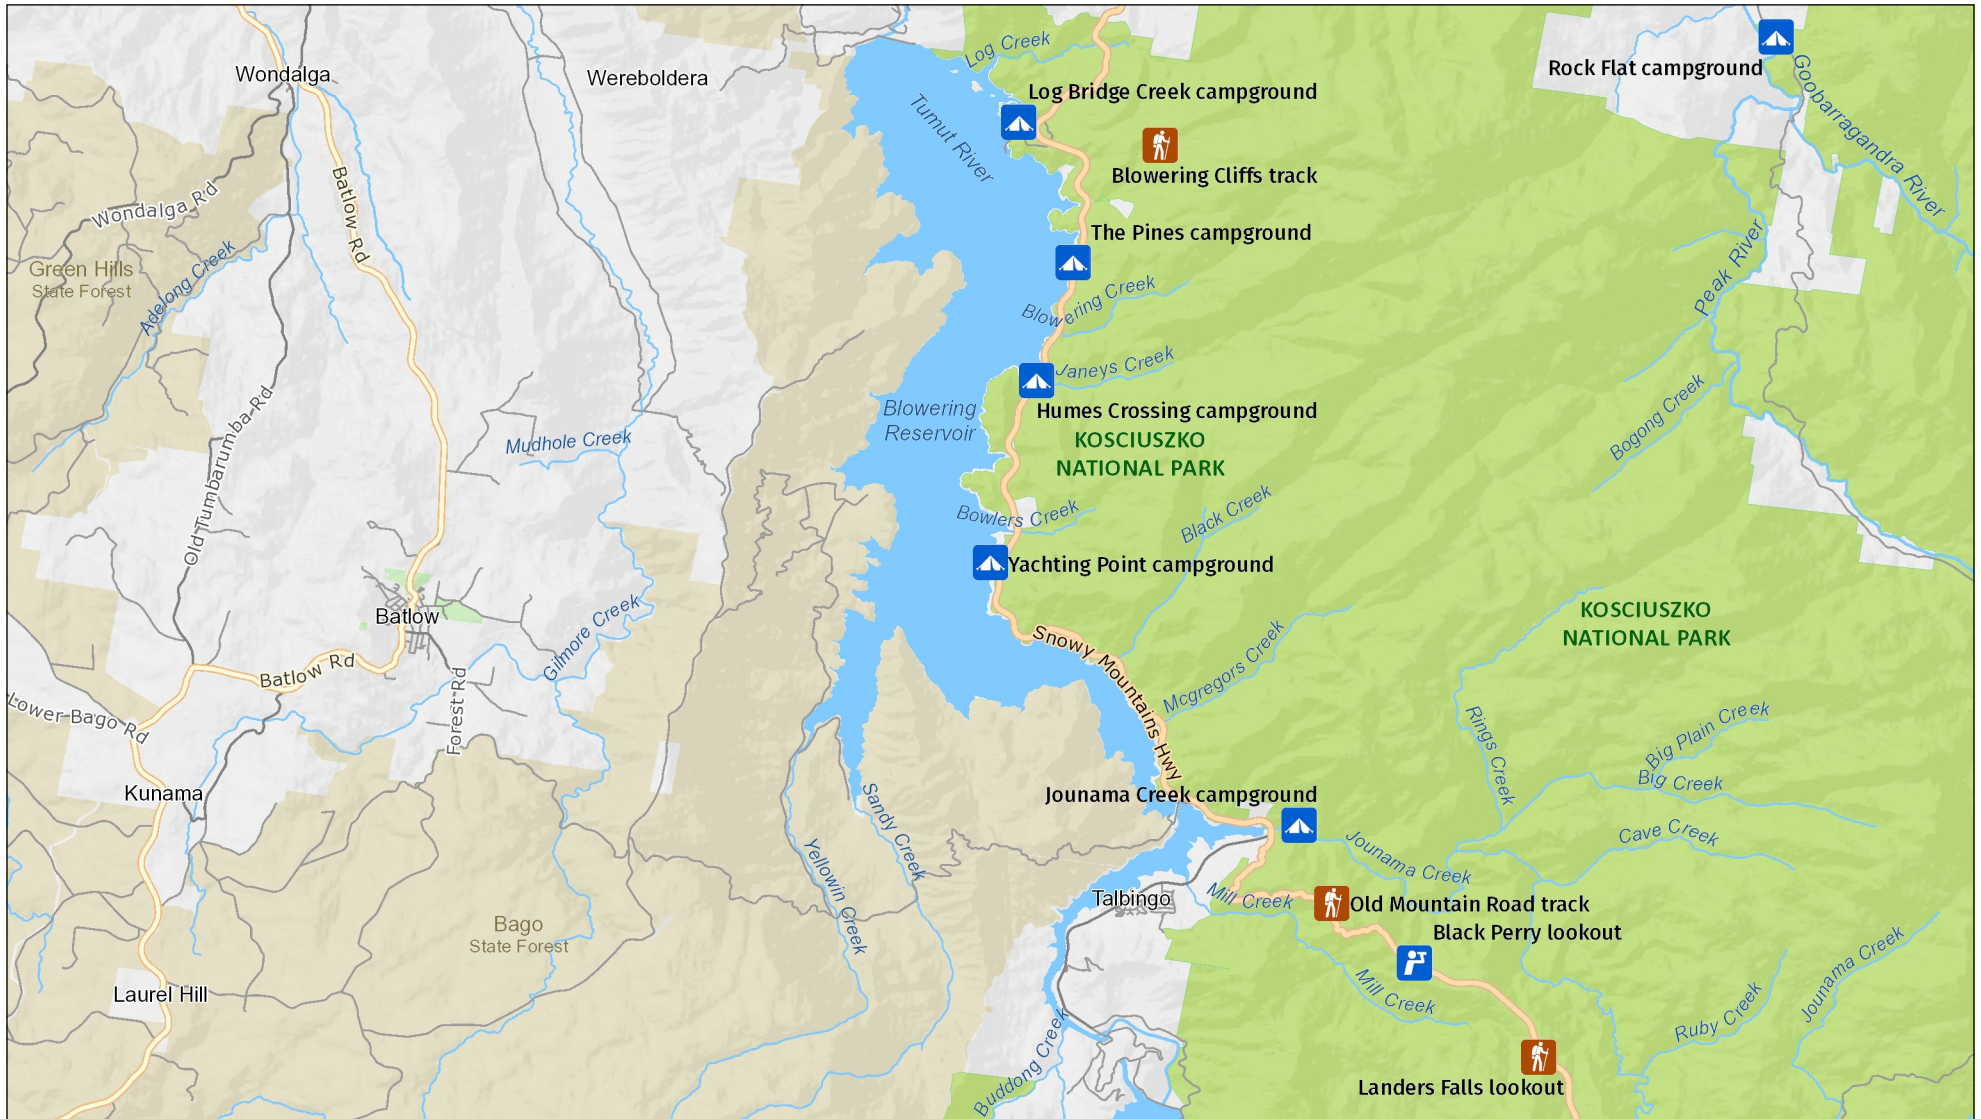 Wondalga
Wereboldera
Log Creek
Rock Flat campground
Goobarragandra River
Log Bridge Creek campground
Tumut River
Blowering Cliffs track
Batlow Rd
Wondalga Rd
The Pines campground
Adelong Creek
Green Hills
State Forest
Peak River
Blowering Creek
Janeys Creek
Blowering
Reservoir
Humes Crossing campground
KOSCIUSZKO
NATIONAL PARK
Bogong Creek
Old Tumbarumba Rd
Mudhole Creek
Bowlers Creek
Black Creek
Yachting Point campground
Batlow
Gilmore Creek
KOSCIUSZKO
NATIONAL PARK
Snowy Mountains Hwy
Mcgregors Creek
Batlow Rd
Forest Rd
Lower Bago Rd
Rings Creek
Big Plain Creek
Big Creek
Kunama
Jounama Creek campground
Sandy Creek
Yellowin Creek
Jounama Creek
Cave Creek
Talbingo
Mill Creek
Old Mountain Road track
Black Perry lookout
Bago
State Forest
Laurel Hill
Mill Creek
Ruby Creek
Jounama Creek
Buddong Creek
Landers Falls lookout